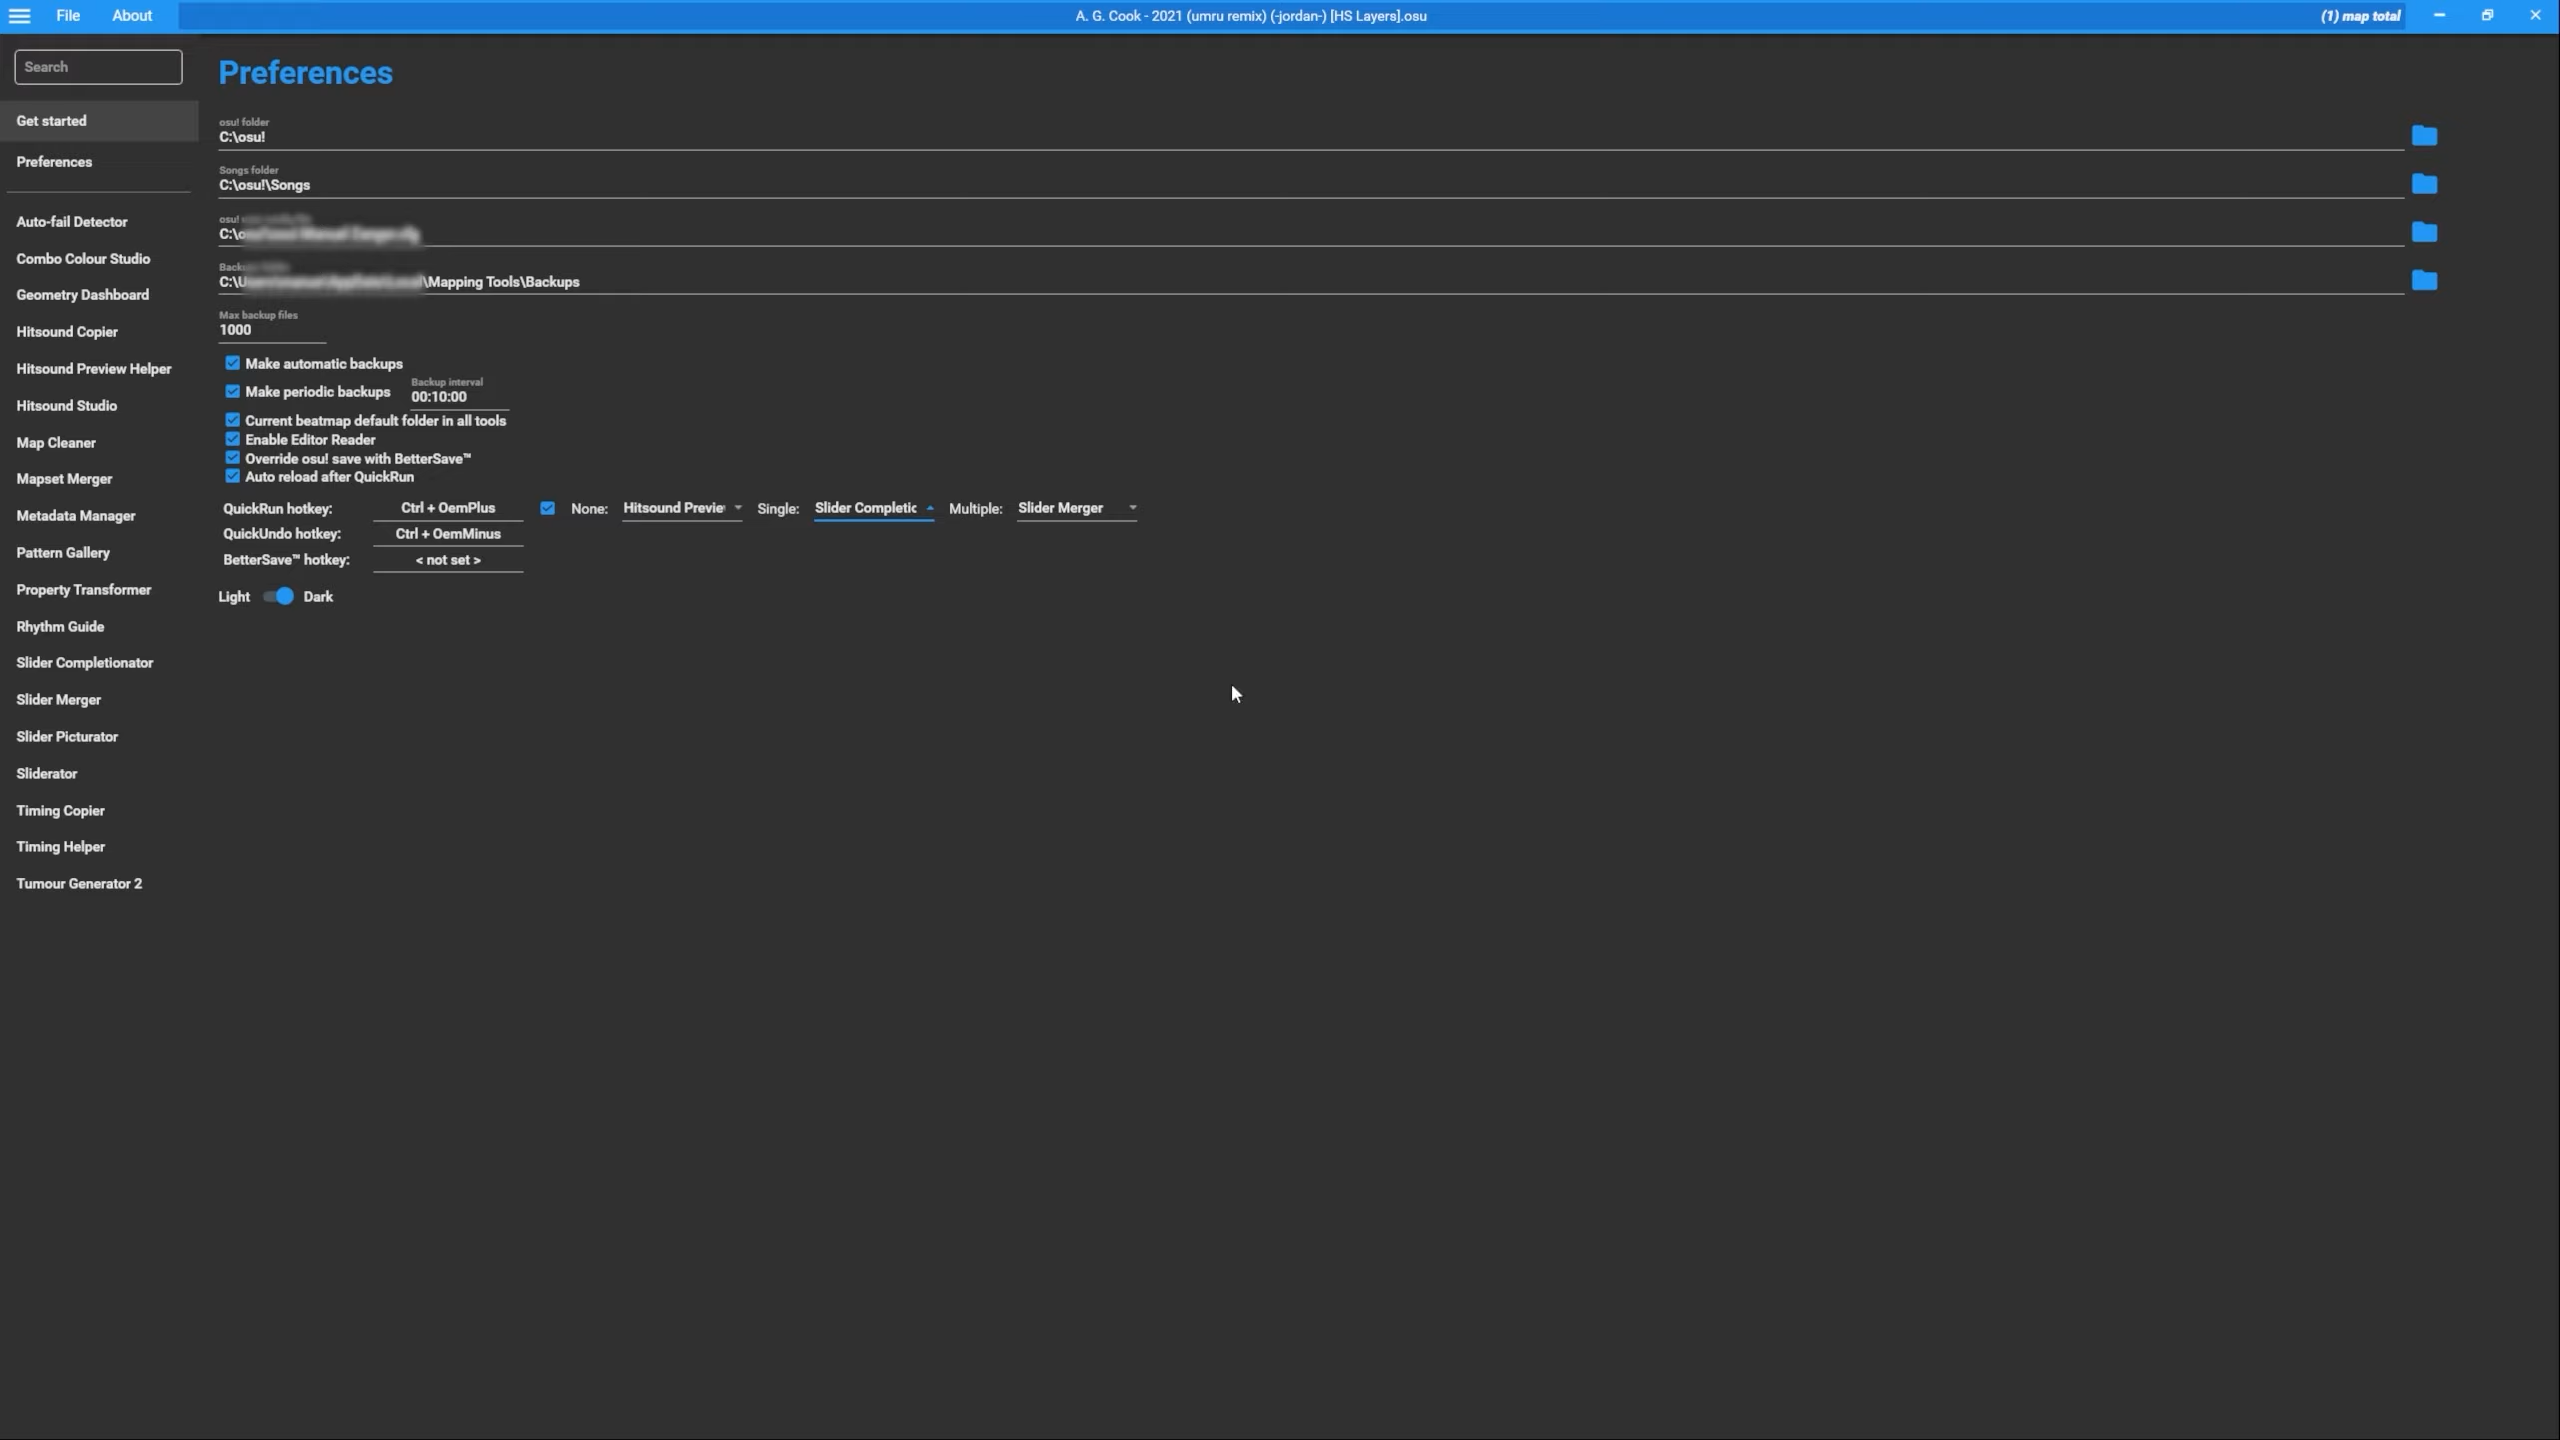 File About A. G. Cook - 2021 (umru remix) (-jordan-) [HS Layers].osu (1) map total
Search
Preferences
Get started
Preferences
Auto-fail Detector
Combo Colour Studio
Geometry Dashboard
Hitsound Copier
Hitsound Preview Helper
Hitsound Studio
Map Cleaner
Mapset Merger
Metadata Manager
Pattern Gallery
Property Transformer
Rhythm Guide
Slider Completionator
Slider Merger
Slider Picturator
Sliderator
Timing Copier
Timing Helper
Tumour Generator 2
osu! folder
C:\osu!
Songs folder
C:\osu!\Songs
osu!
C:\
\Mapping Tools\Backups
Max backup files
1000
Make automatic backups
Make periodic backups
Backup interval
00:10:00
Current beatmap default folder in all tools
Enable Editor Reader
Override osu! save with BetterSave™
Auto reload after QuickRun
QuickRun hotkey: Ctrl + OemPlus None: Hitsound Previe Single: Slider Completic Multiple: Slider Merger
QuickUndo hotkey: Ctrl + OemMinus
BetterSave™ hotkey: < not set >
Light Dark